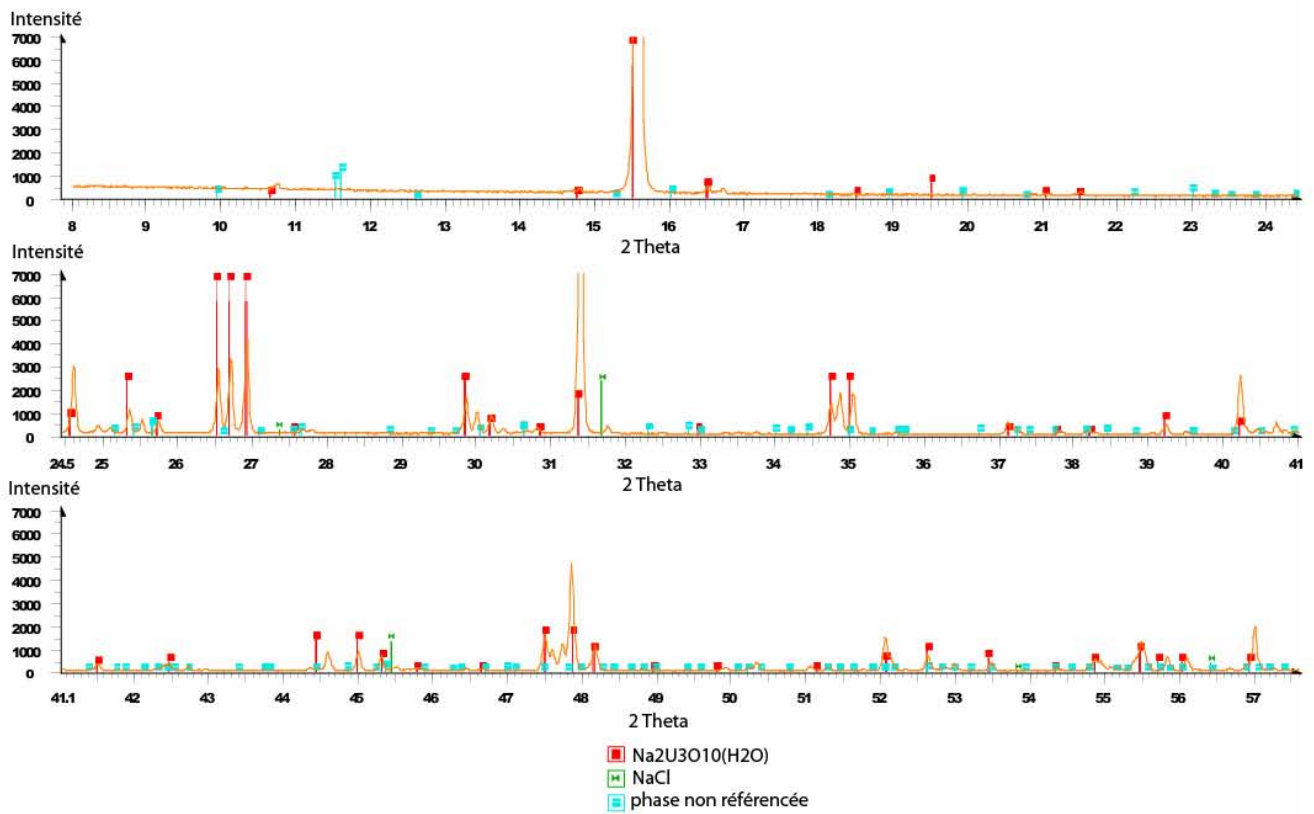 Intensité
7000
6000
5000
4000
3000
2000
1000
0
8 9 10 11 12 13 14 15 16 17 18 19 20 21 22 23 24
2 Theta
Intensité
7000
6000
5000
4000
3000
2000
1000
0
24.5 25 26 27 28 29 30 31 32 33 34 35 36 37 38 39 40 41
2 Theta
Intensité
7000
6000
5000
4000
3000
2000
1000
0
41.1 42 43 44 45 46 47 48 49 50 51 52 53 54 55 56 57
2 Theta
Na2U3O10(H2O)
NaCl
phase non référencée